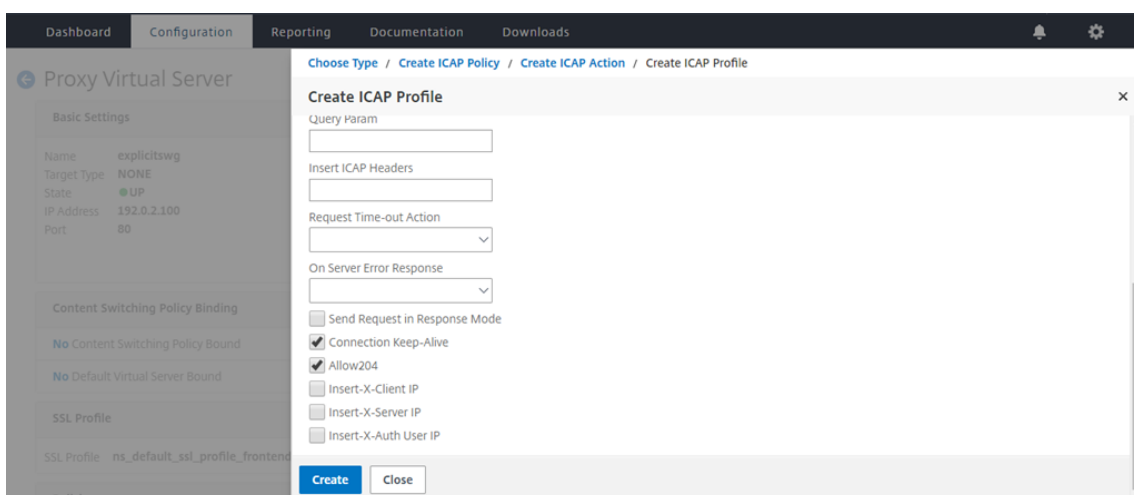 Dashboard Configuration Reporting Documentation Downloads
Proxy Virtual Server
Basic Settings
Name explicitswg
Target Type NONE
State UP
IP Address 192.0.2.100
Port 80
Content Switching Policy Binding
No Content Switching Policy Bound
No Default Virtual Server Bound
SSL Profile
SSL Profile ns_default_ssl_profile_frontend
Choose Type / Create ICAP Policy / Create ICAP Action / Create ICAP Profile
Create ICAP Profile
Query Param
Insert ICAP Headers
Request Time-out Action
On Server Error Response
Send Request in Response Mode
Connection Keep-Alive
Allow204
Insert-X-Client IP
Insert-X-Server IP
Insert-X-Auth User IP
Create Close